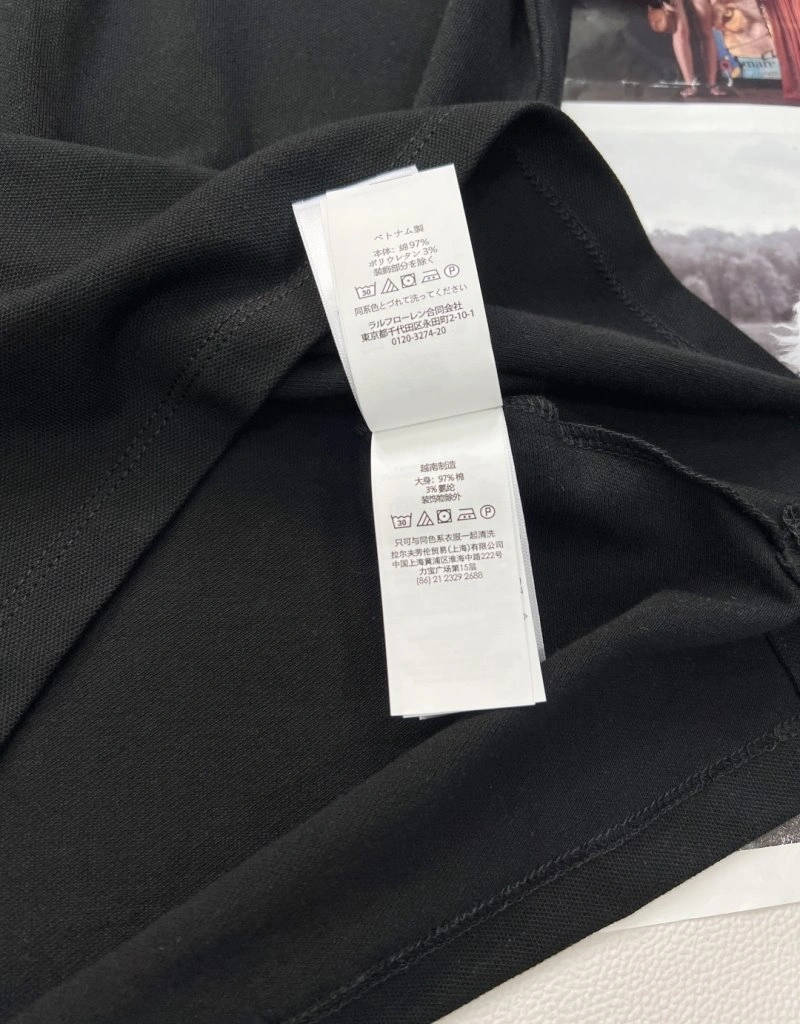 ベトナム製
本体: 綿97%
ポリウレタン 3%
装飾部分を除く
30 P
同系色とづれて洗ってください
ラルフローレン合同会社
東京都千代田区永田町2-10-1
0120-3274-20
越南制造
大身: 97% 棉
3% 氨纶
装饰物除外
30 P
只可与同色系衣服一起清洗
拉尔夫劳伦贸易(上海)有限公司
中国上海黄浦区淮海中路222号
力宝广场第15层
(86) 21 2329 2688